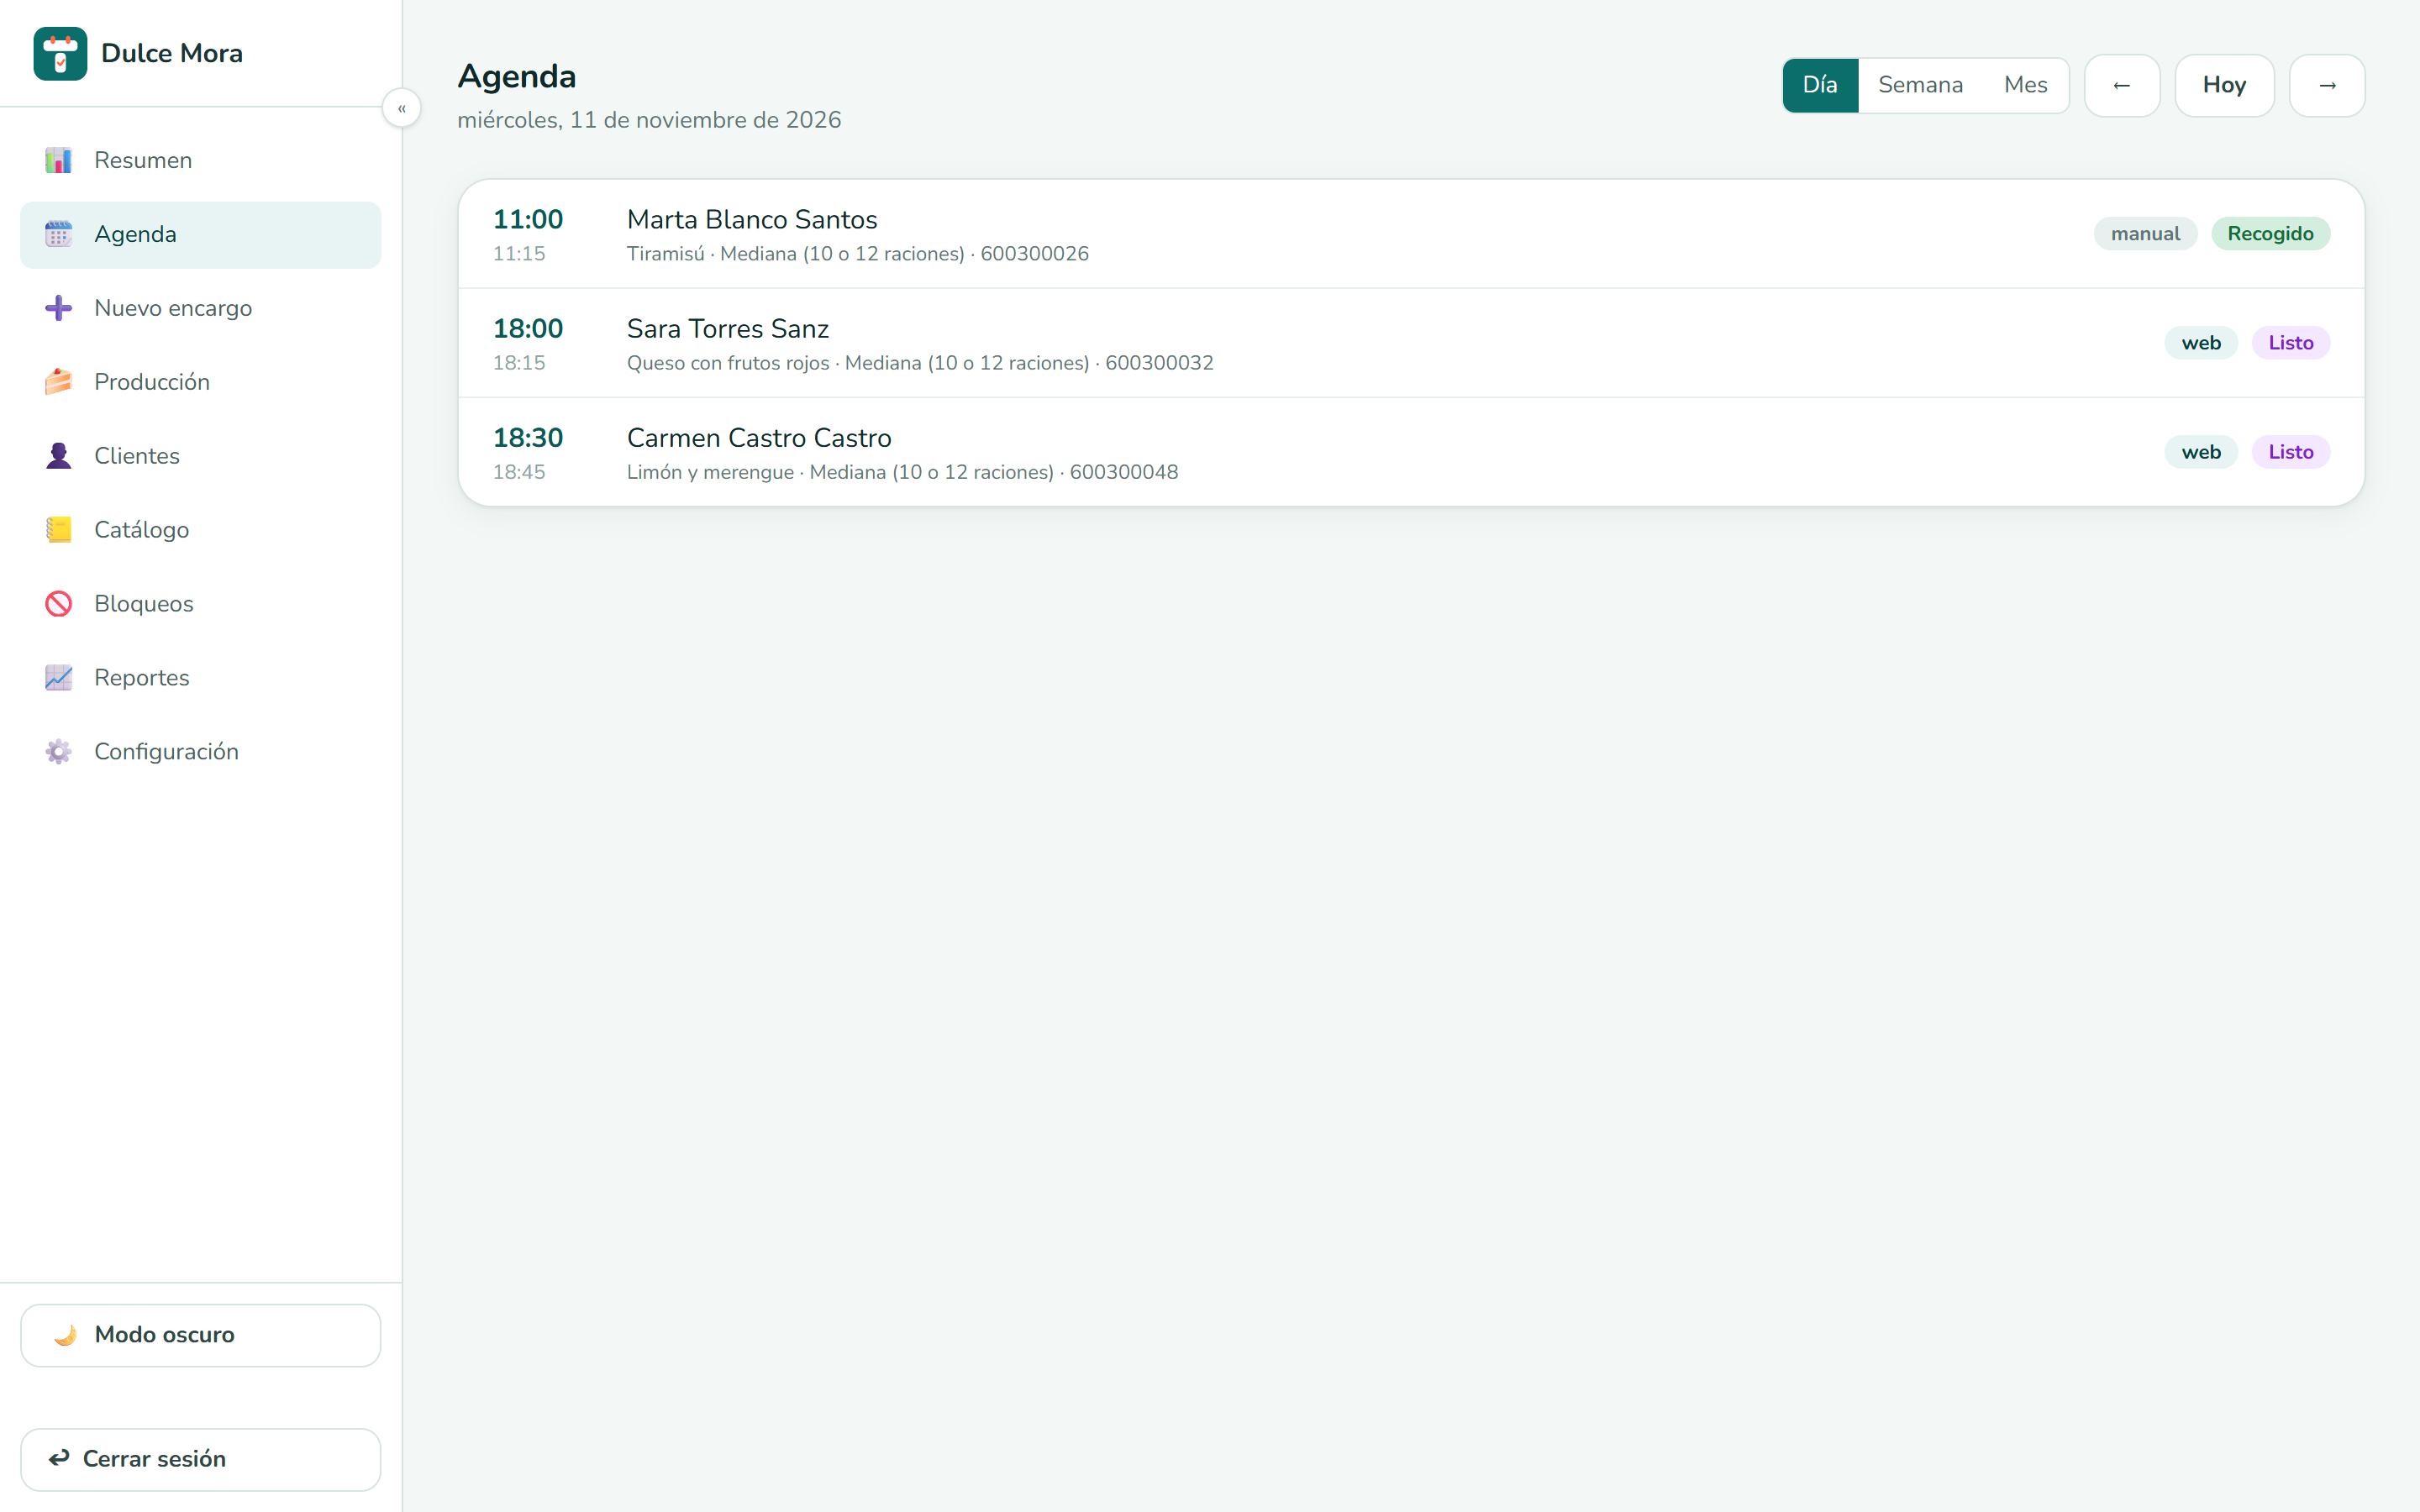 Dulce Mora
«
Resumen
Agenda
Nuevo encargo
Producción
Clientes
Catálogo
Bloqueos
Reportes
Configuración
Modo oscuro
Cerrar sesión
Agenda
miércoles, 11 de noviembre de 2026
Día Semana Mes ← Hoy →
11:00 Marta Blanco Santos
11:15 Tiramisú · Mediana (10 o 12 raciones) · 600300026
manual Recogido
18:00 Sara Torres Sanz
18:15 Queso con frutos rojos · Mediana (10 o 12 raciones) · 600300032
web Listo
18:30 Carmen Castro Castro
18:45 Limón y merengue · Mediana (10 o 12 raciones) · 600300048
web Listo